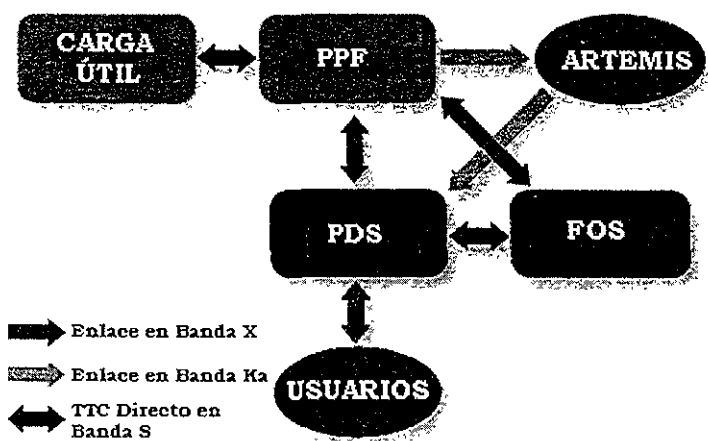 CARGA
ÚTIL
PPF
ARTEMIS
PDS
FOS
Enlace en Banda X
Enlace en Banda Ka
TTC Directo en
Banda S
USUARIOS